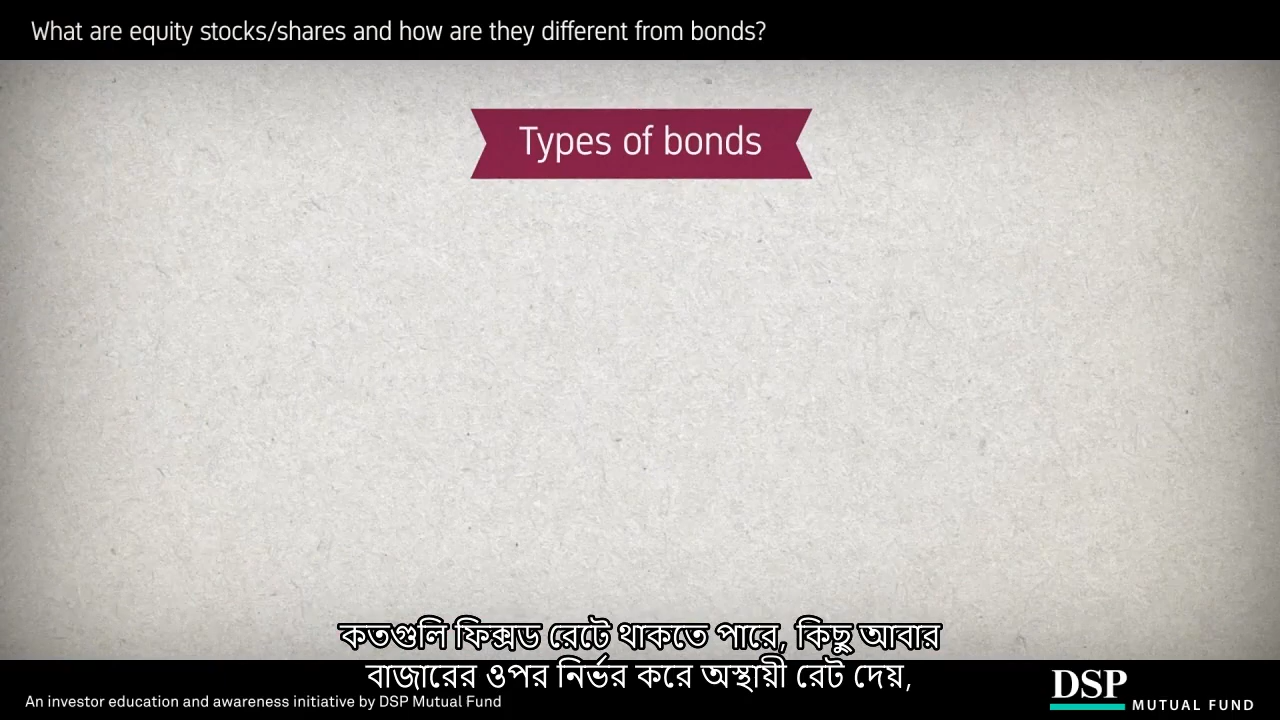 What are equity stocks/shares and how are they different from bonds?
Types of bonds
কতগুলি ফিক্সড রেটে থাকতে পারে, কিছু আবার
বাজারের ওপর নির্ভর করে অস্থায়ী রেট দেয়,
An investor education and awareness initiative by DSP Mutual Fund
DSP
MUTUAL FUND